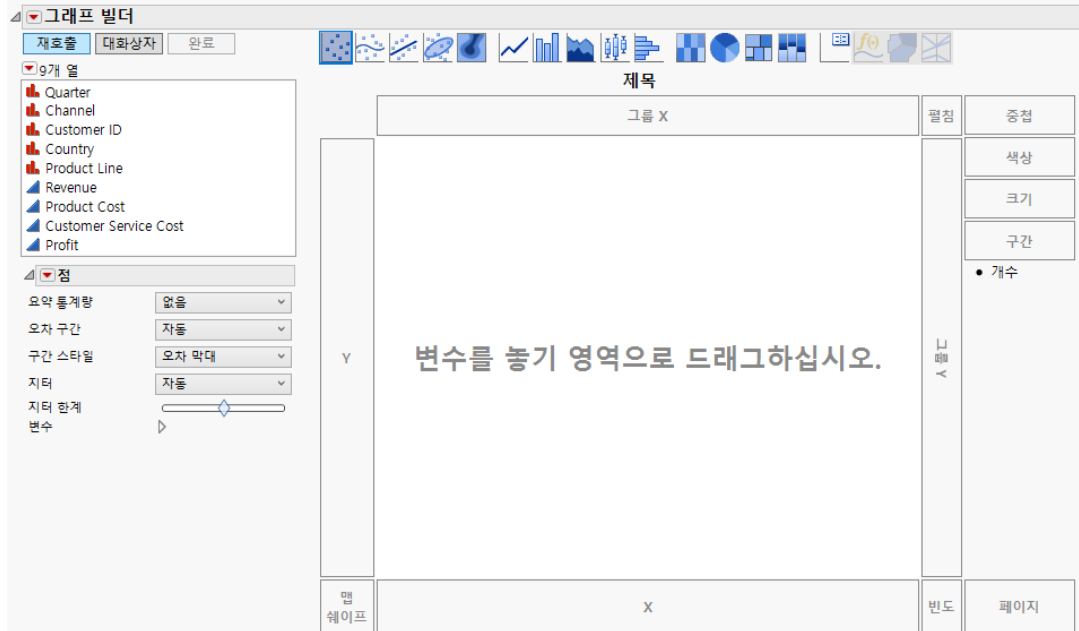 그래프 빌더
재호출 대화상자 완료
9개 열
Quarter
Channel
Customer ID
Country
Product Line
Revenue
Product Cost
Customer Service Cost
Profit
점
요약 통계량 없음
오차 구간 자동
구간 스타일 오차 막대
지터 자동
지터 한계
변수
제목
그룹 X
펼침
중첩
색상
크기
구간
개수
Y
변수를 놓기 영역으로 드래그하십시오.
그룹 Y
맵
쉐이프
X
빈도
페이지